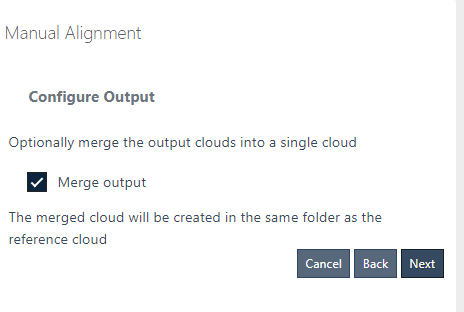 Manual Alignment
Configure Output
Optionally merge the output clouds into a single cloud
Merge output
The merged cloud will be created in the same folder as the
reference cloud
Cancel Back Next